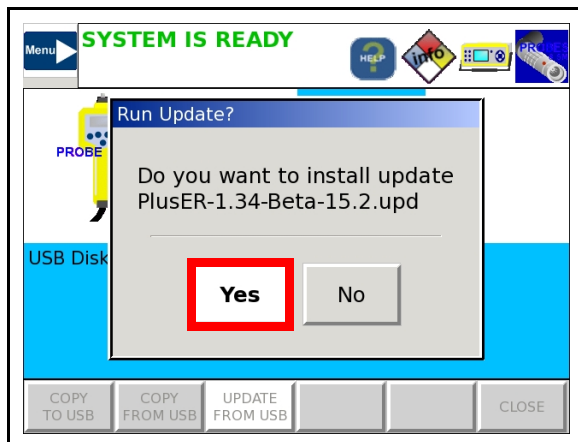 Menu
SYSTEM IS READY
HELP
info
PROBES
Run Update?
PROBE
Do you want to install update
PlusER-1.34-Beta-15.2.upd
USB Disk
Yes
No
COPY
TO USB
COPY
FROM USB
UPDATE
FROM USB
CLOSE